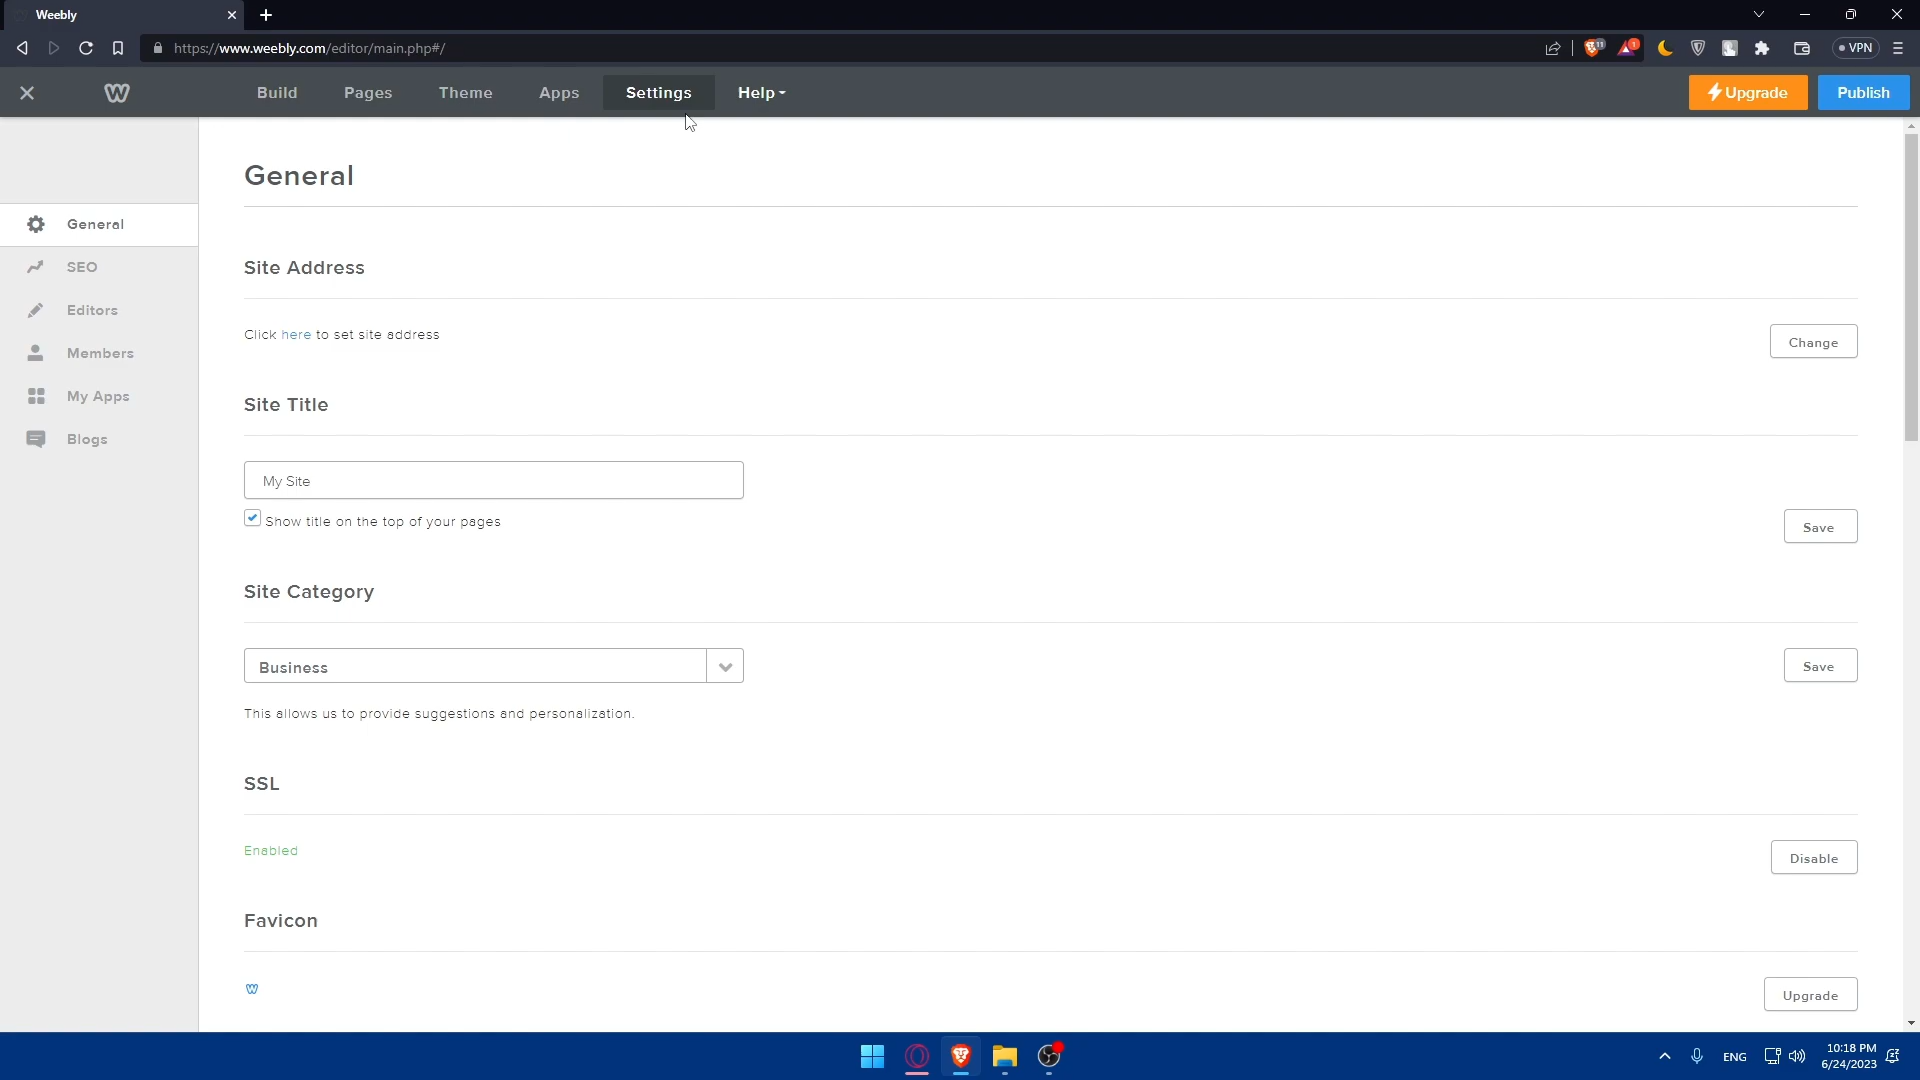 Weebly
https://www.weebly.com/editor/main.php#/
11
1
VPN
Build
Pages
Theme
Apps
Settings
Help
Upgrade
Publish
General
SEO
Editors
Members
My Apps
Blogs
General
Site Address
Click here to set site address
Change
Site Title
My Site
Show title on the top of your pages
Save
Site Category
Business
Save
This allows us to provide suggestions and personalization.
SSL
Enabled
Disable
Favicon
Upgrade
ENG
10:18 PM
6/24/2023